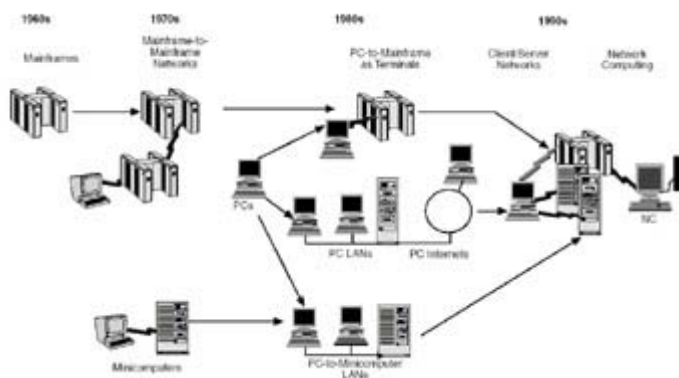 1960s
1970s
1980s
1990s
Mainframes
Mainframe-to-
Mainframe
Networks
PC-to-Mainframe
as Terminals
Client/Server
Networks
Network
Computing
PCs
NC
PC LANs
PC Internets
Minicomputers
PC-to-Minicomputer
LANs